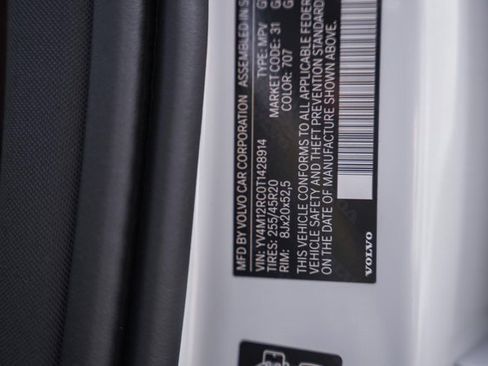 MFD BY VOLVO CAR CORPORATION ASSEMBLED IN S
VIN: YV4M12RC0T1428914 TYPE: MPV
TIRES: 255/45R20 MARKET CODE: 31
RIM: 8Jx20x52,5 COLOR: 707
THIS VEHICLE CONFORMS TO ALL APPLICABLE FEDER
VEHICLE SAFETY AND THEFT PREVENTION STANDARD
ON THE DATE OF MANUFACTURE SHOWN ABOVE.
VOLVO